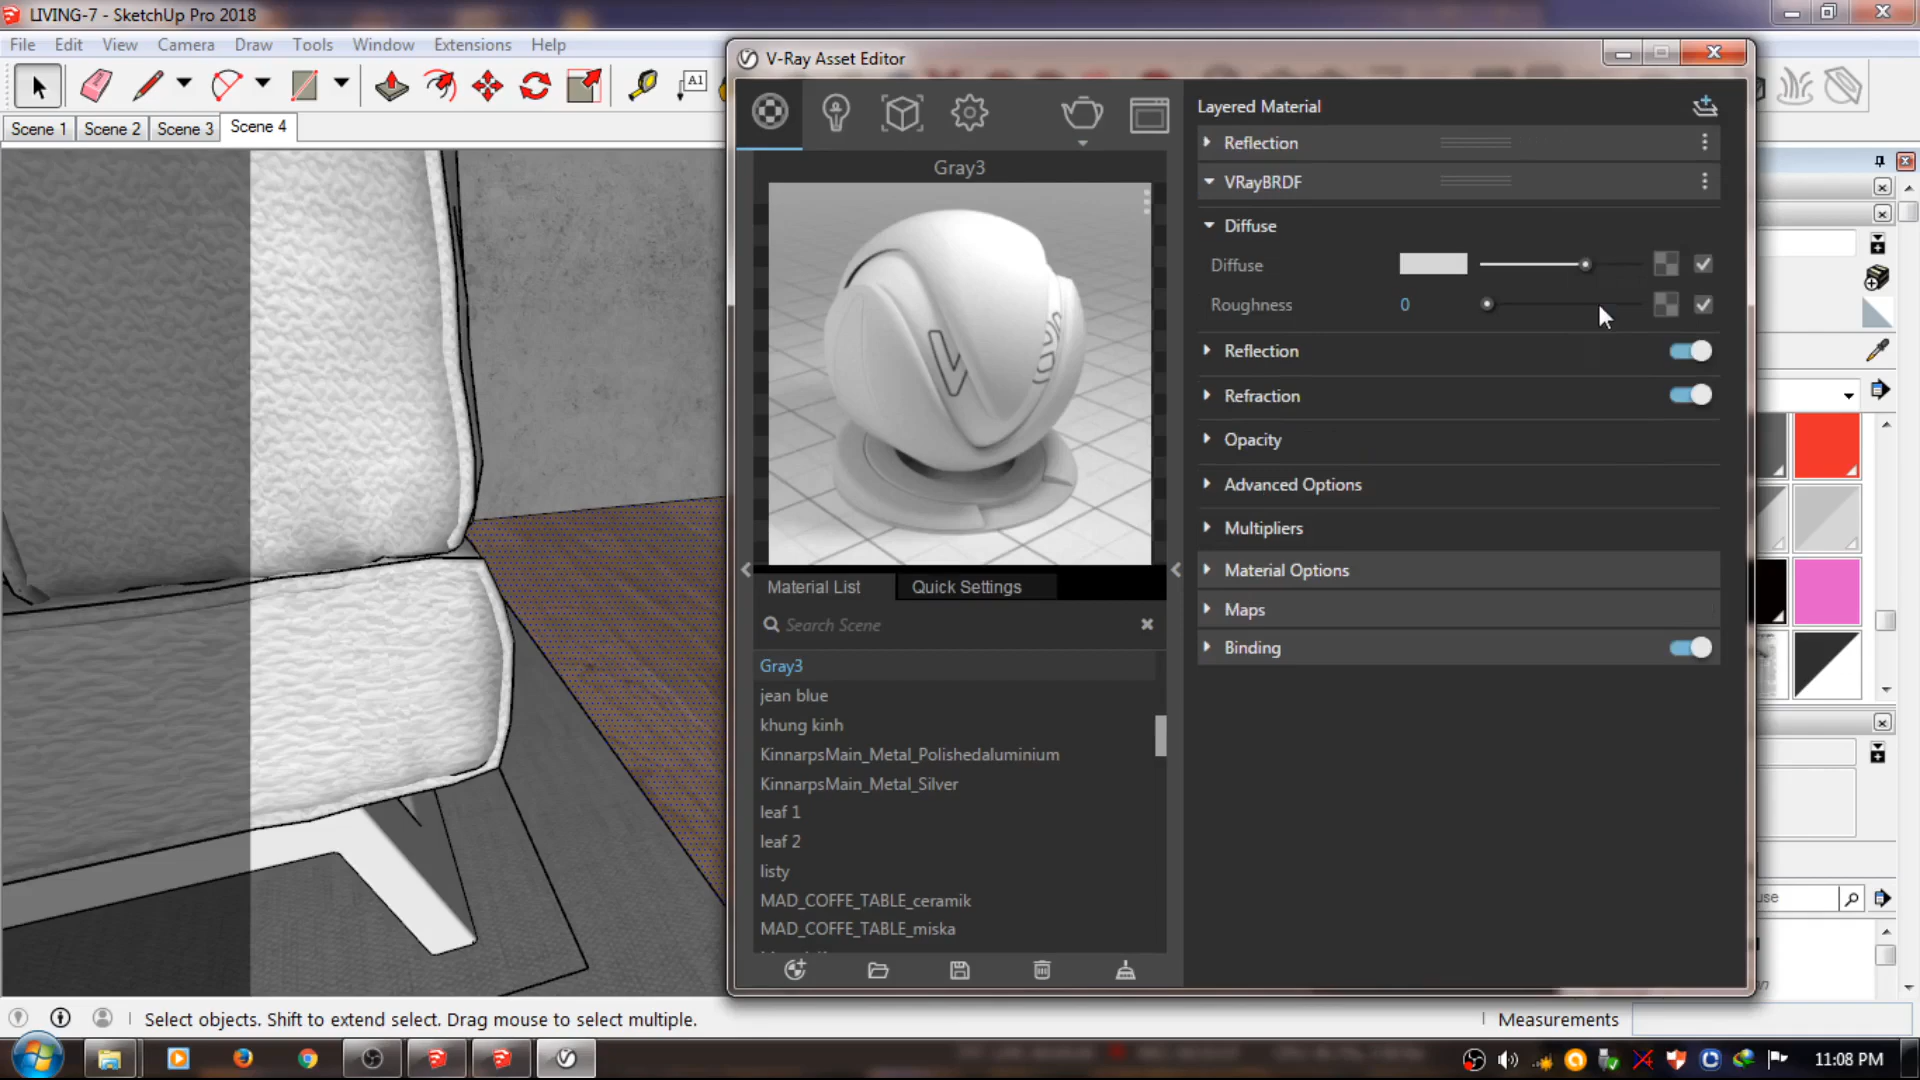 LIVING-7 - SketchUp Pro 2018
File Edit View Camera Draw Tools Window Extensions Help
A1
Scene 1 Scene 2 Scene 3 Scene 4
V-Ray Asset Editor
Gray3
Material List Quick Settings
Search Scene
Gray3
jean blue
khung kinh
KinnarpsMain_Metal_Polishedaluminium
KinnarpsMain_Metal_Silver
leaf 1
leaf 2
listy
MAD_COFFE_TABLE_ceramik
MAD_COFFE_TABLE_miska
Layered Material
Reflection
VRayBRDF
Diffuse
Diffuse
Roughness 0
Reflection
Refraction
Opacity
Advanced Options
Multipliers
Material Options
Maps
Binding
Select objects. Shift to extend select. Drag mouse to select multiple.
Measurements
11:08 PM